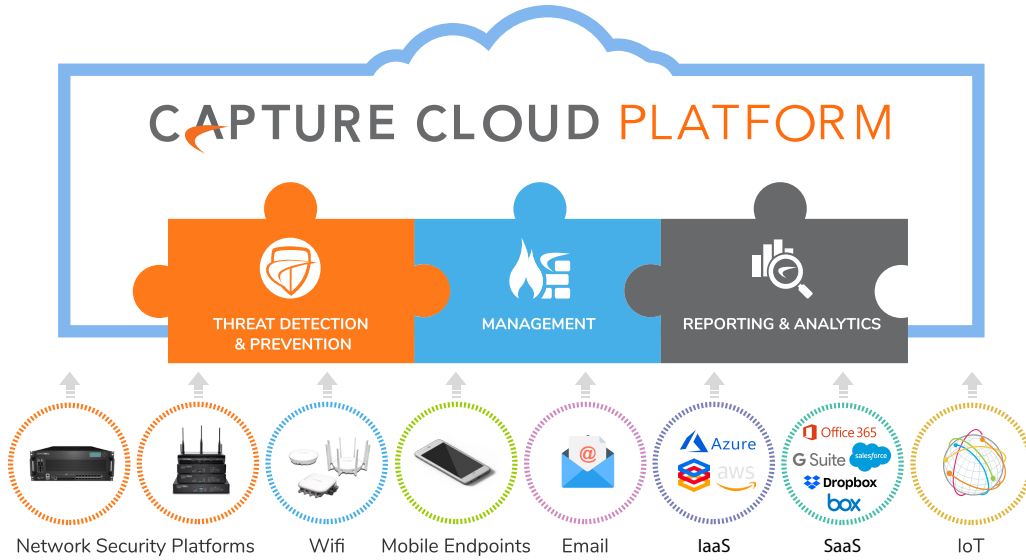 CAPTURE CLOUD PLATFORM
THREAT DETECTION
& PREVENTION
MANAGEMENT
REPORTING & ANALYTICS
@
Azure
aws
Office 365
G Suite
salesforce
Dropbox
box
Network Security Platforms
Wifi
Mobile Endpoints
Email
IaaS
SaaS
IoT